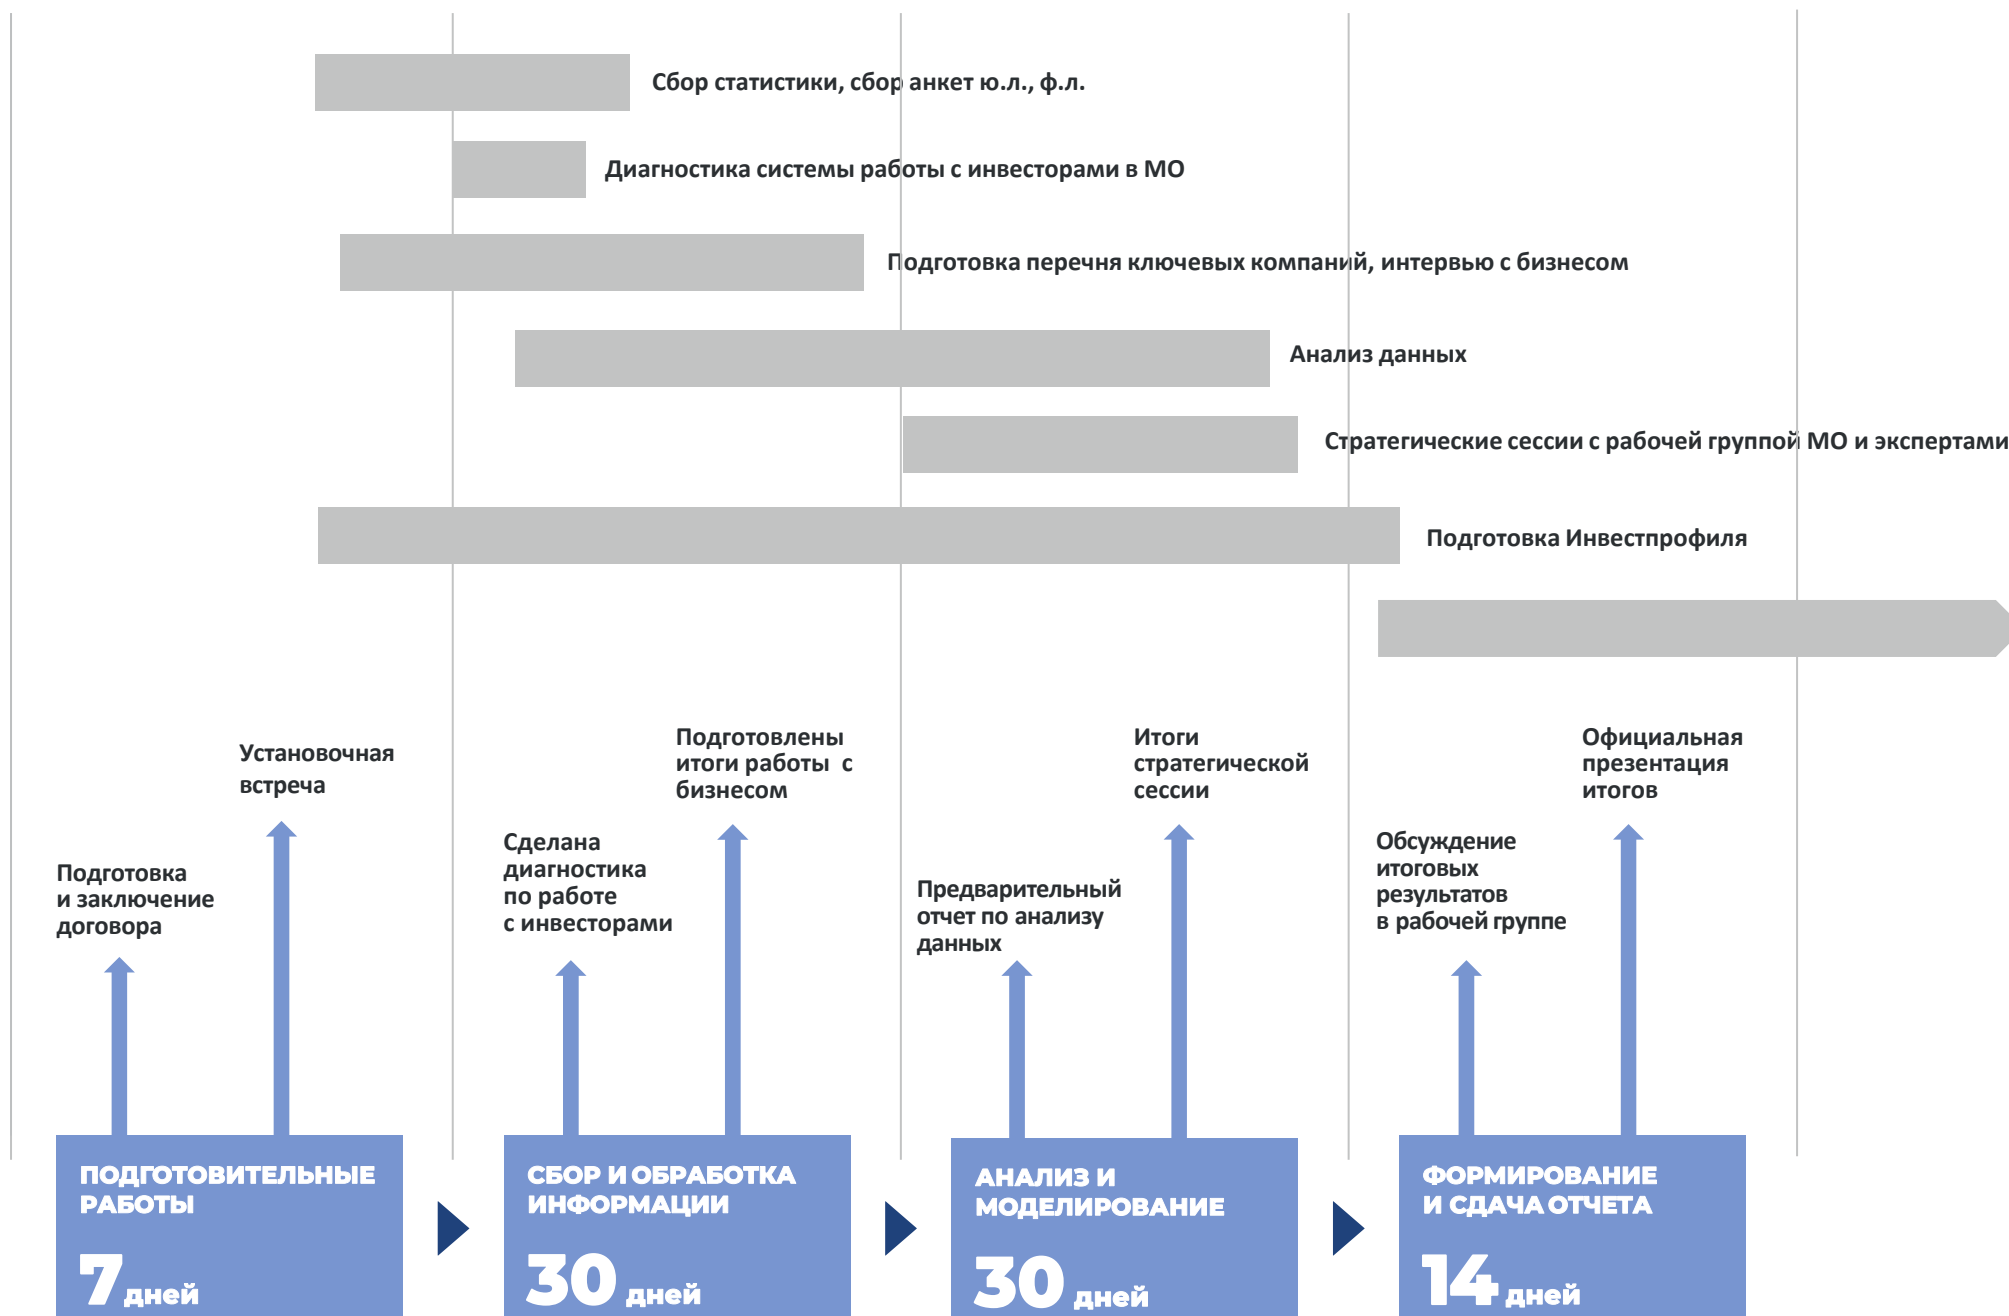 Сбор статистики, сбор анкет ю.л., ф.л.
Диагностика системы работы с инвесторами в МО
Подготовка перечня ключевых компаний, интервью с бизнесом
Анализ данных
Стратегические сессии с рабочей группой МО и экспертами
Подготовка Инвестпрофиля
Подготовка
и заключение
договора
Установочная
встреча
Сделана
диагностика
по работе
с инвесторами
Подготовлены
итоги работы с
бизнесом
Предварительный
отчет по анализу
данных
Итоги
стратегической
сессии
Обсуждение
итоговых
результатов
в рабочей группе
Официальная
презентация
итогов
ПОДГОТОВИТЕЛЬНЫЕ
РАБОТЫ
7 дней
СБОР И ОБРАБОТКА
ИНФОРМАЦИИ
30 дней
АНАЛИЗ И
МОДЕЛИРОВАНИЕ
30 дней
ФОРМИРОВАНИЕ
И СДАЧА ОТЧЕТА
14 дней